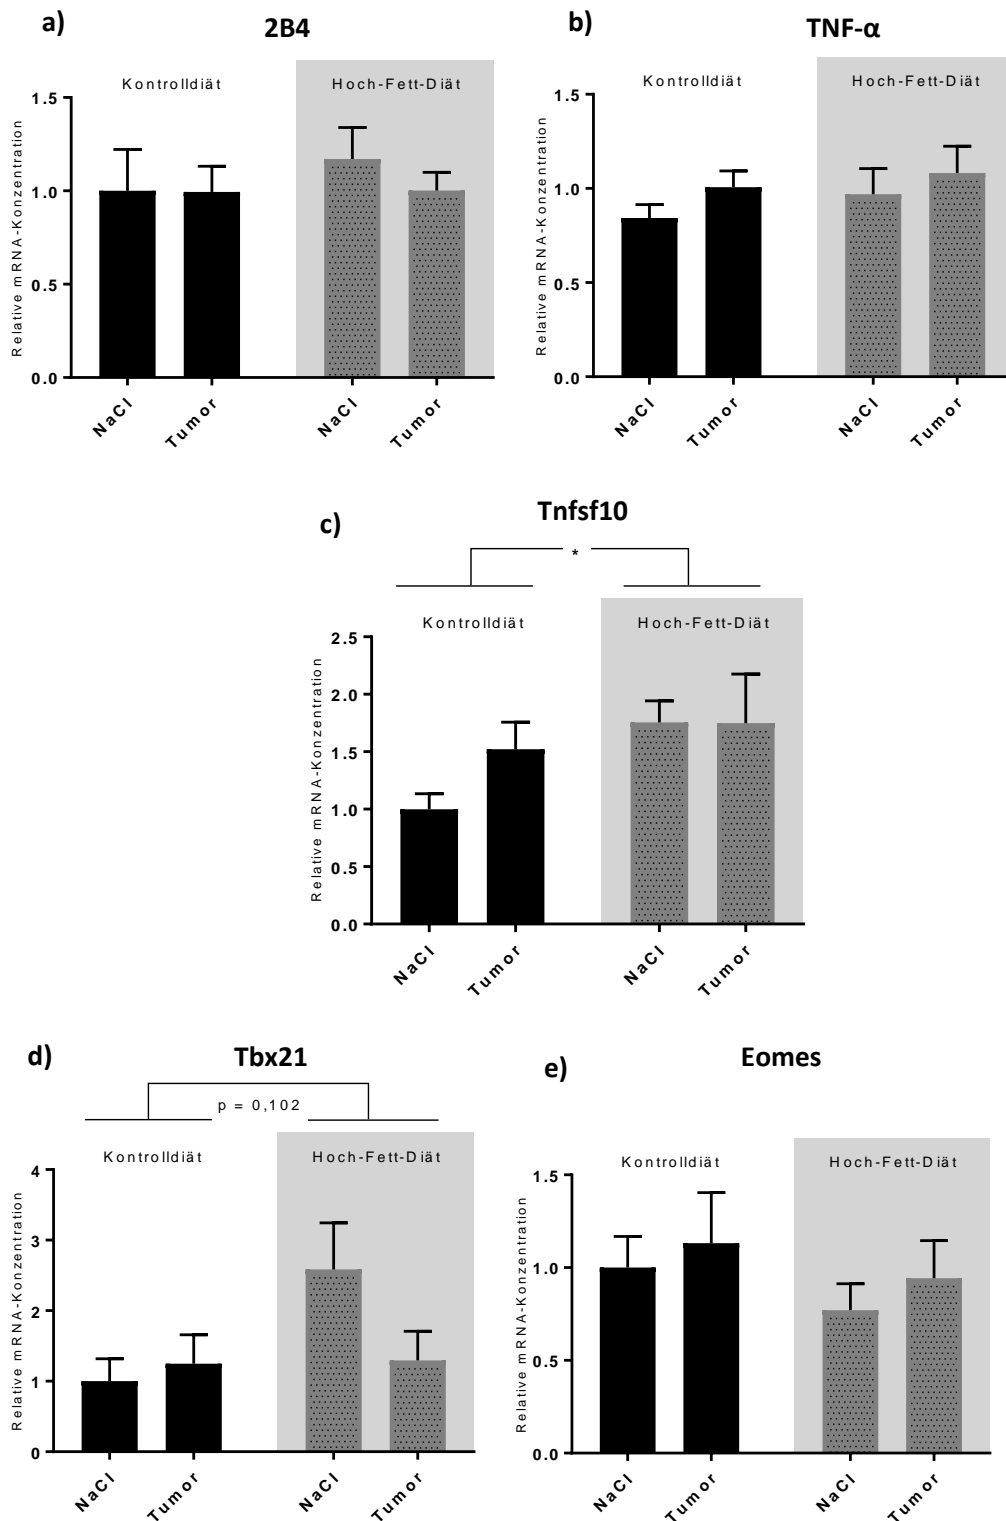 a)
2B4
Kontrolldiät
Hoch-Fett-Diät
Relative mRNA-Konzentration
1.5
1.0
0.5
0.0
NaCl
Tumor
NaCl
Tumor
b)
TNF-α
Kontrolldiät
Hoch-Fett-Diät
Relative mRNA-Konzentration
1.5
1.0
0.5
0.0
NaCl
Tumor
NaCl
Tumor
c)
Tnfsf10
*
Kontrolldiät
Hoch-Fett-Diät
Relative mRNA-Konzentration
2.5
2.0
1.5
1.0
0.5
0.0
NaCl
Tumor
NaCl
Tumor
d)
Tbx21
p = 0,102
Kontrolldiät
Hoch-Fett-Diät
Relative mRNA-Konzentration
4
3
2
1
0
NaCl
Tumor
NaCl
Tumor
e)
Eomes
Kontrolldiät
Hoch-Fett-Diät
Relative mRNA-Konzentration
1.5
1.0
0.5
0.0
NaCl
Tumor
NaCl
Tumor